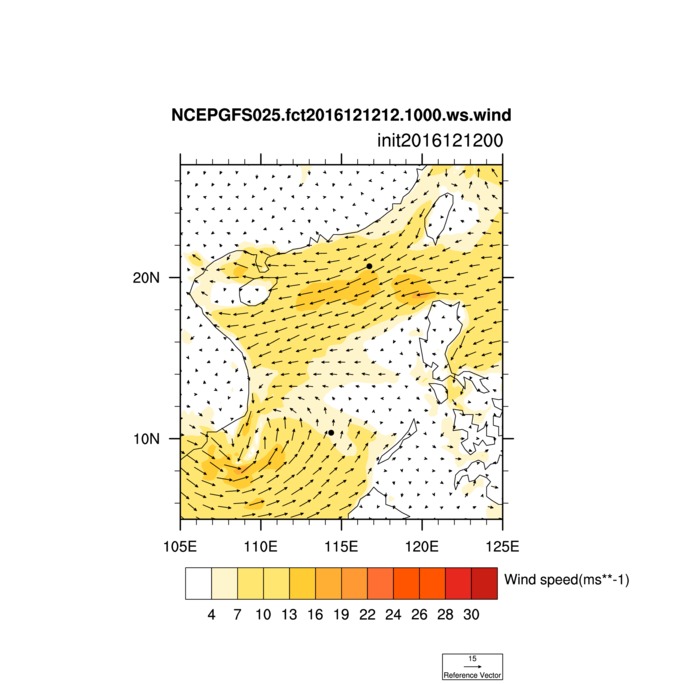 NCEPGFS025.fct2016121212.1000.ws.wind
init2016121200
20N
10N
105E 110E 115E 120E 125E
4 7 10 13 16 19 22 24 26 28 30
Wind speed(ms**-1)
15
Reference Vector